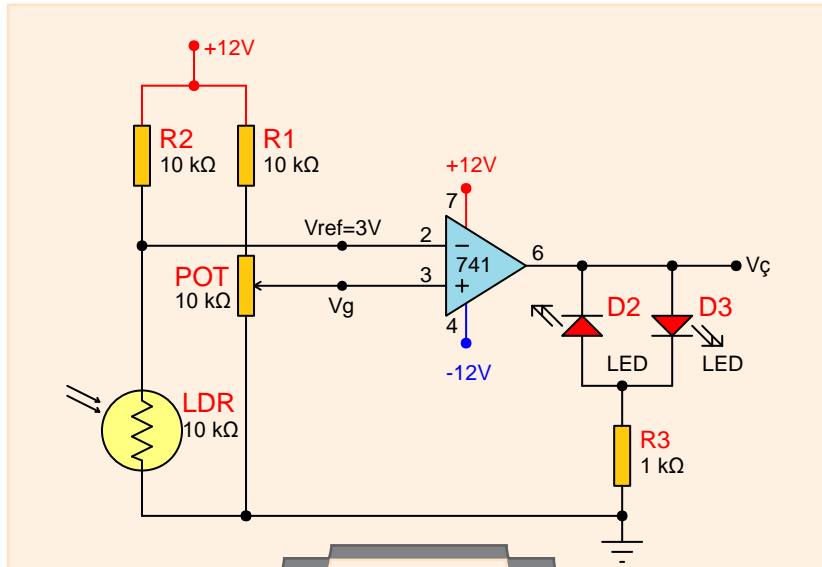 +12V
R2
10 kΩ
R1
10 kΩ
+12V
7
Vref=3V
2
6
741
Vç
POT
10 kΩ
3
Vg
4
-12V
D2
LED
D3
LED
LDR
10 kΩ
R3
1 kΩ